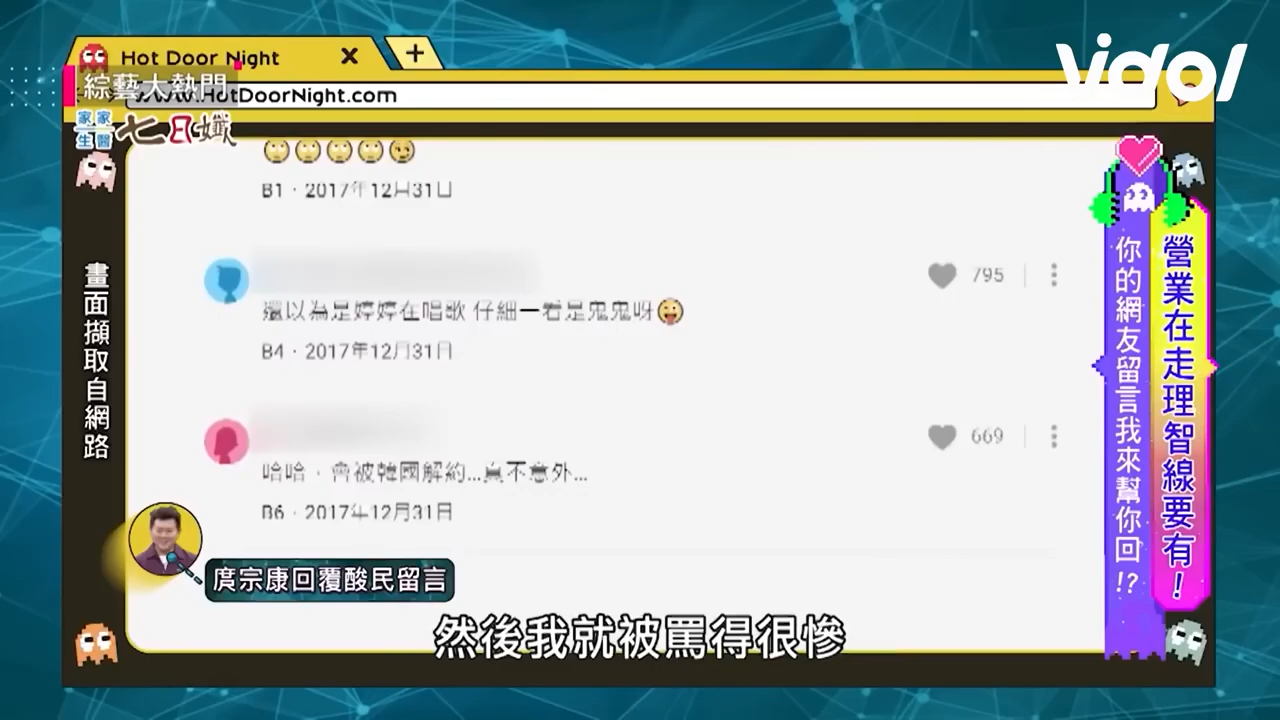 Hot Door Night
綜藝大熱門
www.HotDoorNight.com
vidol
家家
生醫
七日孅
畫面擷取自網路
B1·2017年12月31日
795
還以為是婷婷在唱歌 仔細一看是鬼鬼呀
B4·2017年12月31日
669
哈哈,會被韓國解約...真不意外...
B6·2017年12月31日
營業在走理智線要有!
你的網友留言我來幫你回!?
庹宗康回覆酸民留言
然後我就被罵得很慘